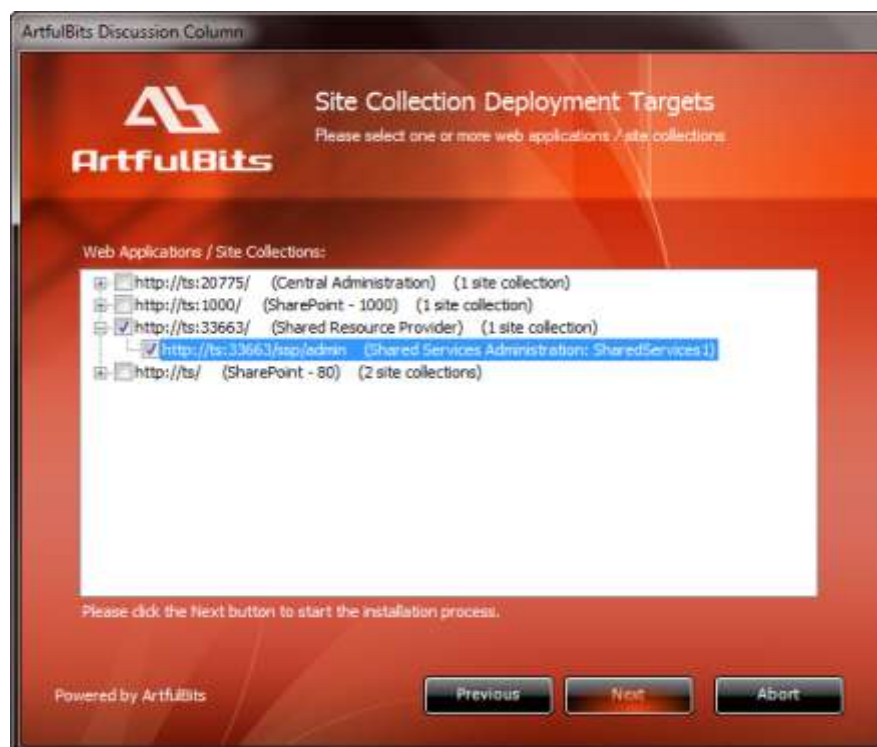 ArtfulBits Discussion Column
ArtfulBits
Site Collection Deployment Targets
Please select one or more web applications / site collections
Web Applications / Site Collections:
http://ts:20775/ (Central Administration) (1 site collection)
http://ts:1000/ (SharePoint - 1000) (1 site collection)
http://ts:33663/ (Shared Resource Provider) (1 site collection)
http://ts:33663/ssp/admin (Shared Services Administration: SharedServices1)
http://ts/ (SharePoint - 80) (2 site collections)
Please click the Next button to start the installation process.
Powered by ArtfulBits
Previous
Next
Abort